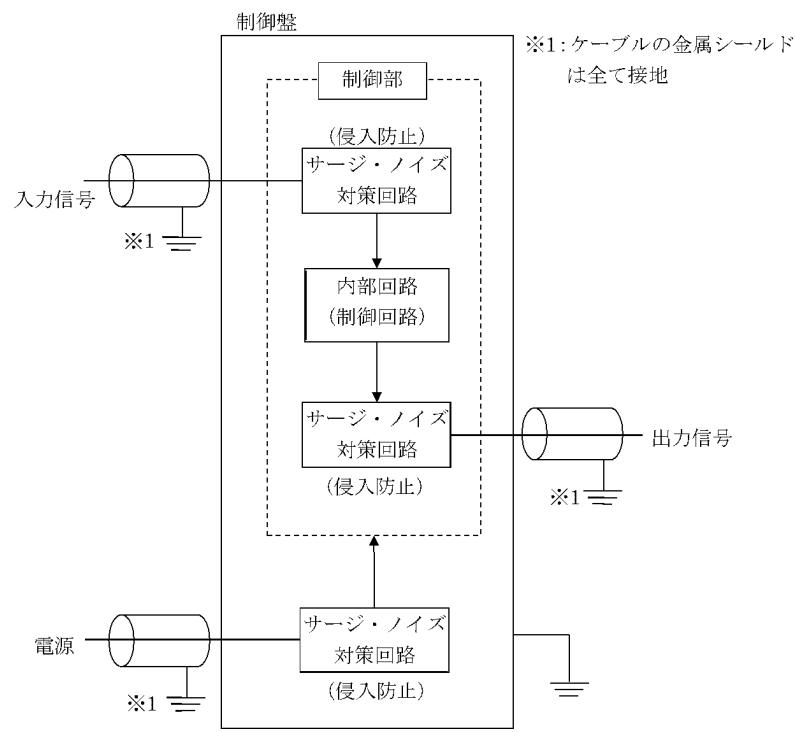 制御盤
※1:ケーブルの金属シールド
は全て接地
制御部
(侵入防止)
サージ・ノイズ
対策回路
入力信号
※1
内部回路
(制御回路)
サージ・ノイズ
対策回路
(侵入防止)
出力信号
※1
電源
サージ・ノイズ
対策回路
(侵入防止)
※1